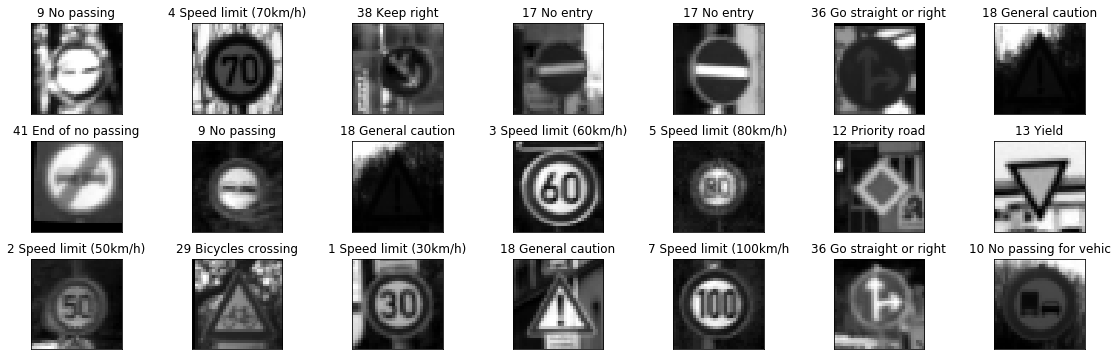 9 No passing
4 Speed limit (70km/h)
38 Keep right
17 No entry
17 No entry
36 Go straight or right
18 General caution
70
41 End of no passing
9 No passing
18 General caution
3 Speed limit (60km/h)
5 Speed limit (80km/h)
12 Priority road
13 Yield
60
80
2 Speed limit (50km/h)
29 Bicycles crossing
1 Speed limit (30km/h)
18 General caution
7 Speed limit (100km/h
36 Go straight or right
10 No passing for vehic
50
30
!
100